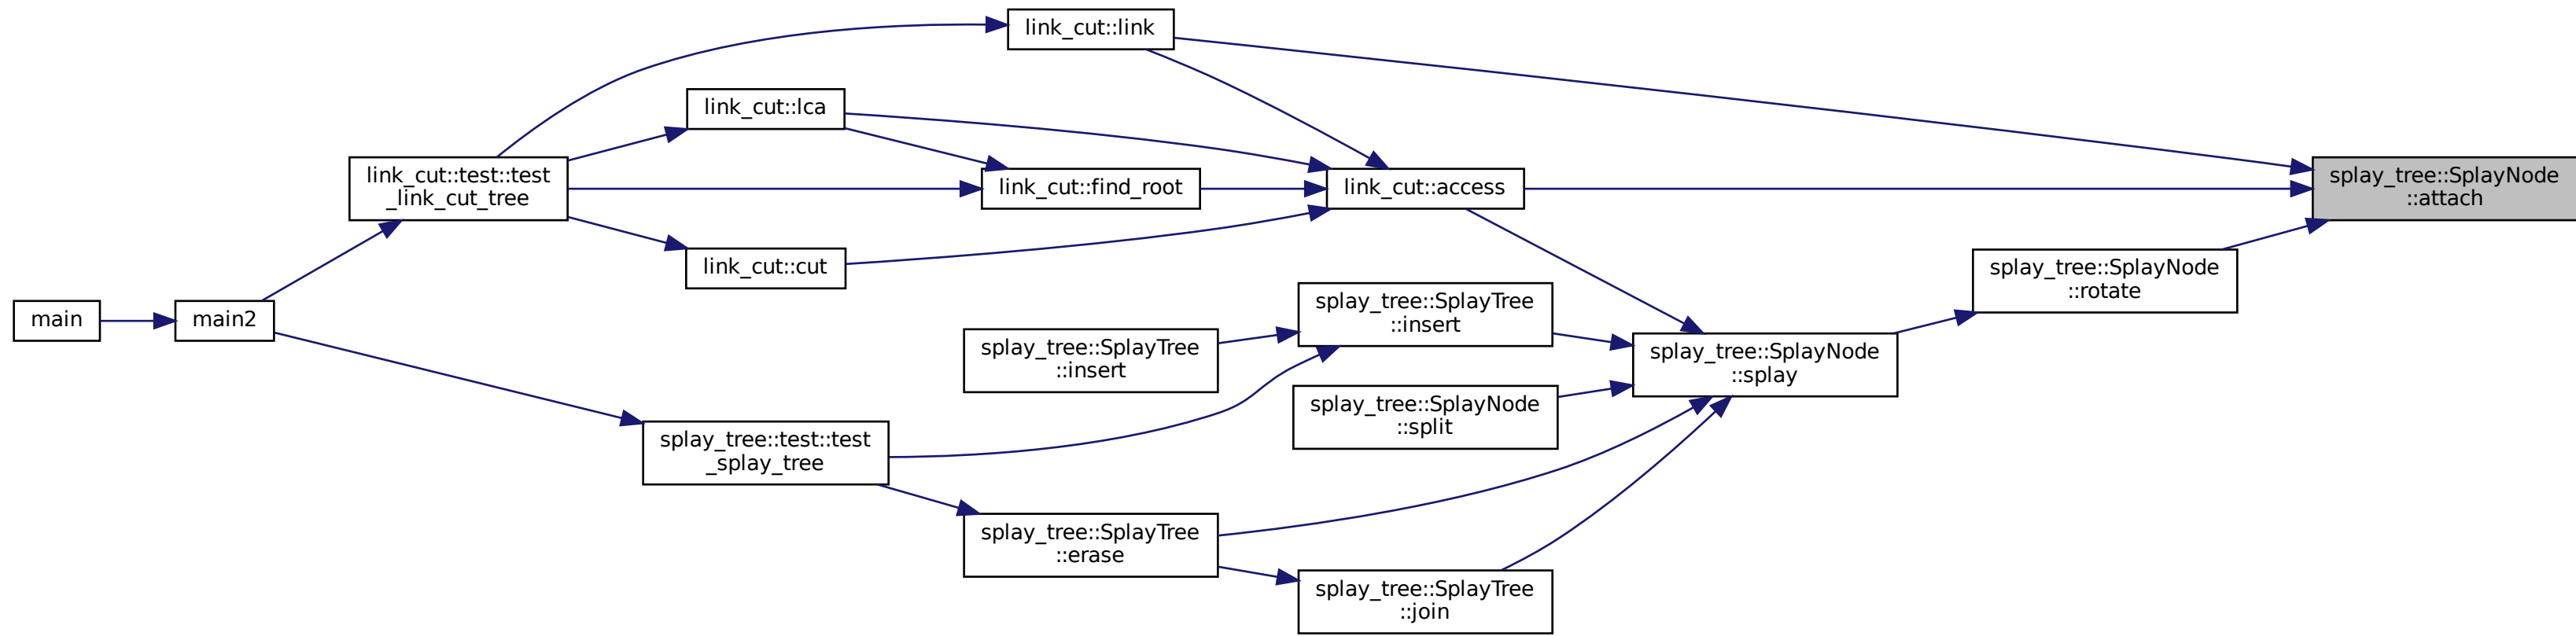 link_cut::link
link_cut::lca
link_cut::test::test
_link_cut_tree
link_cut::find_root
link_cut::access
splay_tree::SplayNode
::attach
link_cut::cut
splay_tree::SplayNode
::rotate
main
main2
splay_tree::SplayTree
::insert
splay_tree::SplayTree
::insert
splay_tree::SplayNode
::splay
splay_tree::SplayNode
::split
splay_tree::test::test
_splay_tree
splay_tree::SplayTree
::erase
splay_tree::SplayTree
::join